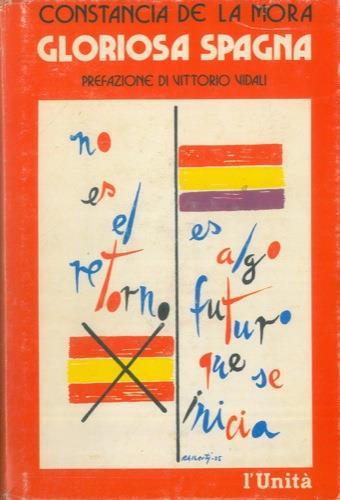 CONSTANCIA DE LA MORA
GLORIOSA SPAGNA
PREFAZIONE DI VITTORIO VIDALI
no
es
el
retorno
es
algo
futuro
que se
inicia
l'Unità